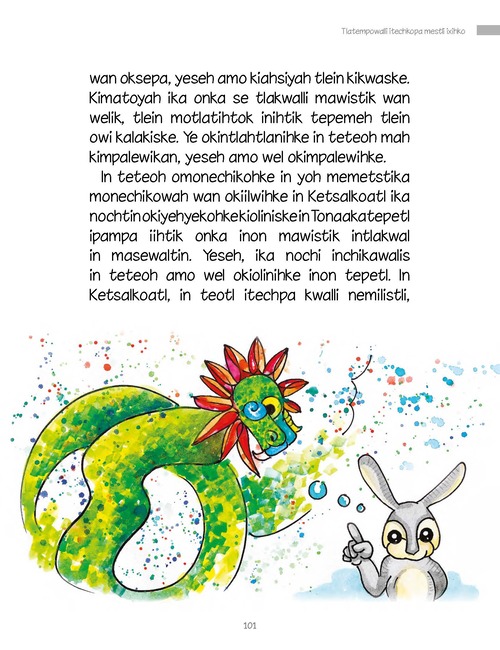 Tlatempowalli itechkopa mestli ixihko
wan oksepa, yeseh amo kiahsiyah tlein kikwaske.
Kimatoyah ika onka se tlakwalli mawistik wan
welik, tlein motlatihtok inihtik tepemeh tlein
owi kalakiske. Ye okintlahtlanihke in teteoh mah
kimpalewikan, yeseh amo wel okimpalewihke.
In teteoh omonechikohke in yoh memetstika
monechikowah wan okiilwihke in Ketsalkoatl ika
nochtin okiyehyekohke kioliniske in Tonaakatepetl
ipampa iihtik onka inon mawistik intlakwal
in masewaltin. Yeseh, ika nochi inchikawalis
in teteoh amo wel okiolinihke inon tepetl. In
Ketsalkoatl, in teotl itechpa kwalli nemilistli,
101